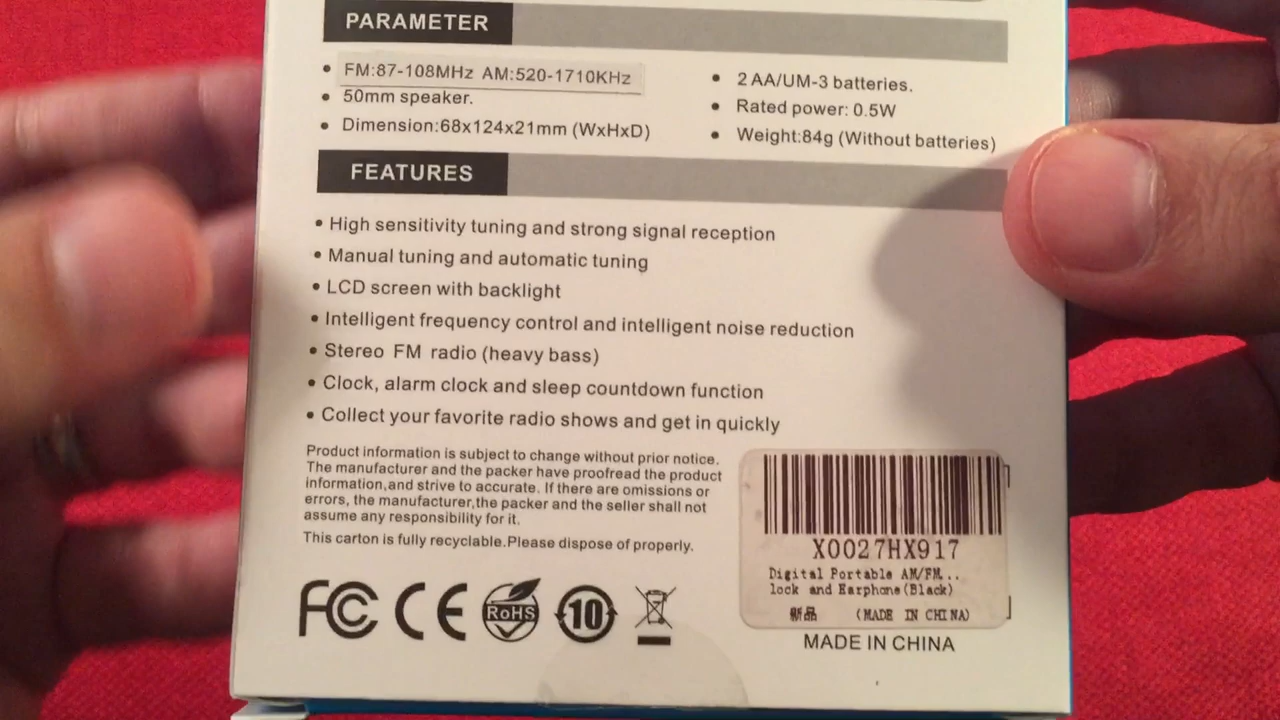 PARAMETER
• FM:87-108MHz AM:520-1710KHz
• 50mm speaker.
• Dimension:68x124x21mm (WxHxD)
• 2 AA/UM-3 batteries.
• Rated power: 0.5W
• Weight:84g (Without batteries)
FEATURES
• High sensitivity tuning and strong signal reception
• Manual tuning and automatic tuning
• LCD screen with backlight
• Intelligent frequency control and intelligent noise reduction
• Stereo FM radio (heavy bass)
• Clock, alarm clock and sleep countdown function
• Collect your favorite radio shows and get in quickly
Product information is subject to change without prior notice.
The manufacturer and the packer have proofread the product
information,and strive to accurate. If there are omissions or
errors, the manufacturer,the packer and the seller shall not
assume any responsibility for it.
This carton is fully recyclable.Please dispose of properly.
FC CE RoHS 10
X0027HX917
Digital Portable AM/FM...
lock and Earphone(Black)
新品 (MADE IN CHINA)
MADE IN CHINA